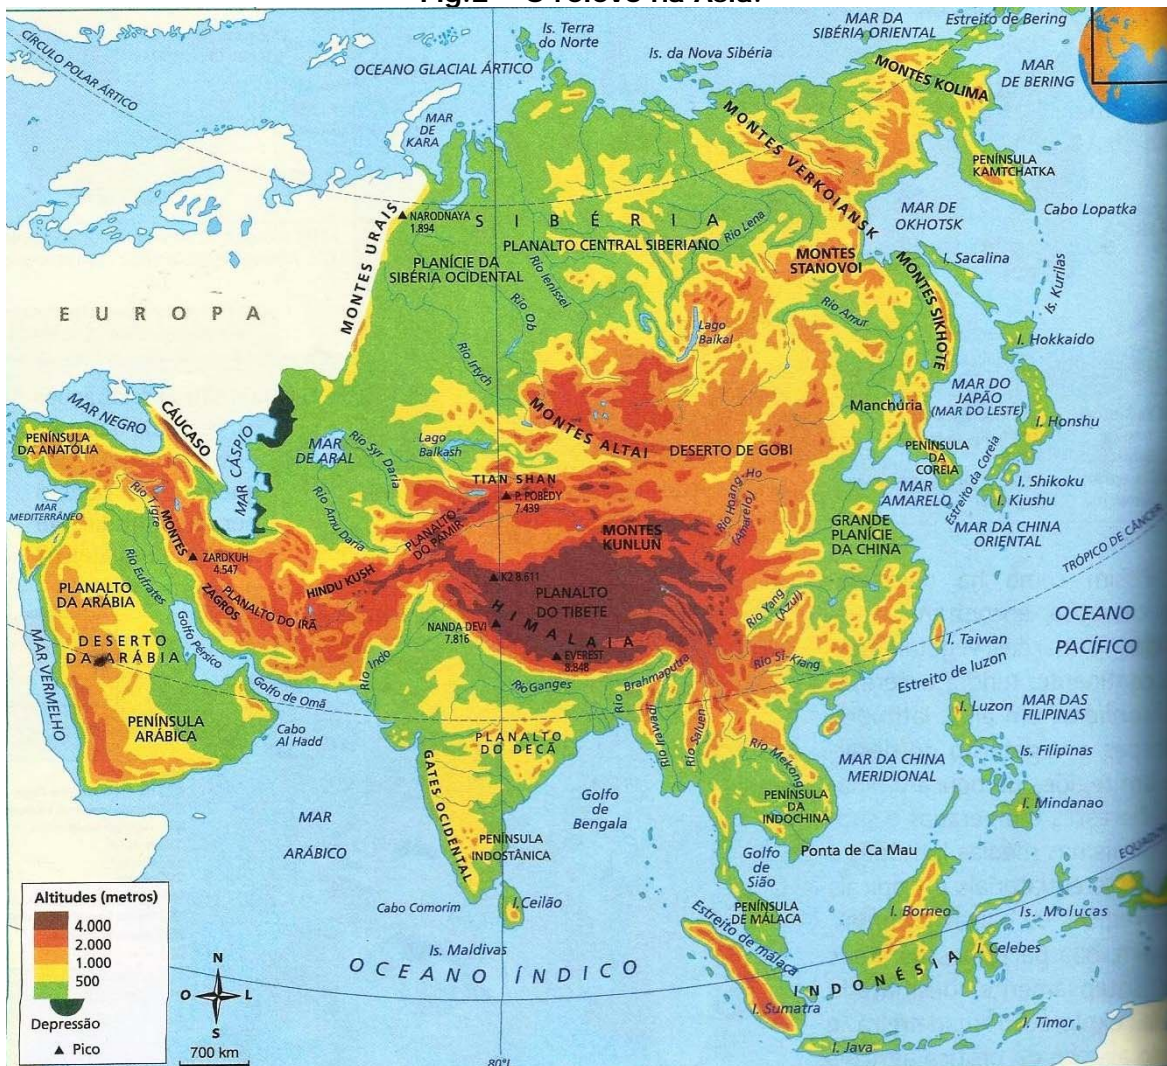 Fig.2 – O relevo na Ásia.
Is. Terra
do Norte
Is. da Nova Sibéria
MAR DA
SIBÉRIA ORIENTAL
Estreito de Bering
CÍRCULO POLAR ÁRTICO
OCEANO GLACIAL ÁRTICO
MAR
DE BERING
MONTES KOLIMA
MAR
DE
KARA
MONTES VERKOIANSK
PENÍNSULA
KAMTCHATKA
NARODNAYA
1.894
SIBÉRIA
MAR DE
OKHOTSK
Cabo Lopatka
MONTES URAIS
PLANALTO CENTRAL SIBERIANO
Rio Lena
PLANÍCIE DA
SIBÉRIA OCIDENTAL
MONTES
STANOVOI
I. Sacalina
Is. Kurilas
EUROPA
Rio Ienissei
Rio Ob
MONTES SIKHOTE
Rio Amur
Lago
Baikal
I. Hokkaido
Rio Irtych
MAR NEGRO
CÁUCASO
MAR CÁSPIO
MONTES ALTAI
Manchúria
MAR DO
JAPÃO
(MAR DO LESTE)
I. Honshu
PENÍNSULA
DA ANATÓLIA
MAR
DE ARAL
Rio Syr Daria
Lago
Balkash
DESERTO DE GOBI
PENÍNSULA
DA
COREIA
Estreito da Coreia
I. Shikoku
I. Kiushu
TIAN SHAN
P. POBEDY
7.439
MAR
MEDITERRÂNEO
Rio Tigre
Rio Amu Daria
PLANALTO
DO PAMIR
Rio Hoang-Ho
(Amarelo)
MAR
AMARELO
MAR DA CHINA
ORIENTAL
MONTES
KUNLUN
GRANDE
PLANÍCIE
DA CHINA
TRÓPICO DE CÂNCER
MONTES
ZAGROS
ZARDKUH
4.547
HINDU KUSH
K2 8.611
PLANALTO
DO TIBETE
PLANALTO
DA ARÁBIA
Rio Eufrates
PLANALTO DO IRÃ
NANDA DEVI
7.816
HIMALAIA
Rio Yang
(Azul)
OCEANO
PACÍFICO
DESERTO
DA ARÁBIA
Golfo Pérsico
EVEREST
8.848
I. Taiwan
MAR VERMELHO
Rio Indo
Rio Ganges
Rio Brahmaputra
Rio Si-Kiang
Estreito de luzon
Golfo de Omã
PENÍNSULA
ARÁBICA
Cabo
Al Hadd
PLANALTO
DO DECÃ
Rio Irawadi
Rio Saluen
Rio Mekong
I. Luzon
MAR DAS
FILIPINAS
Is. Filipinas
MAR DA CHINA
MERIDIONAL
GATES OCIDENTAL
Golfo
de
Bengala
PENÍNSULA
DA
INDOCHINA
I. Mindanao
MAR
ARÁBICO
PENÍNSULA
INDOSTÂNICA
Golfo
de
Sião
Ponta de Ca Mau
EQUADOR
Cabo Comorim
I. Ceilão
PENÍNSULA
DE MÁLACA
Estreito de málaca
I. Borneo
Is. Molucas
Is. Maldivas
I. Celebes
OCEANO ÍNDICO
INDONÉSIA
I. Sumatra
I. Timor
I. Java
Altitudes (metros)
4.000
2.000
1.000
500
Depressão
Pico
N
O
L
S
700 km
80°L